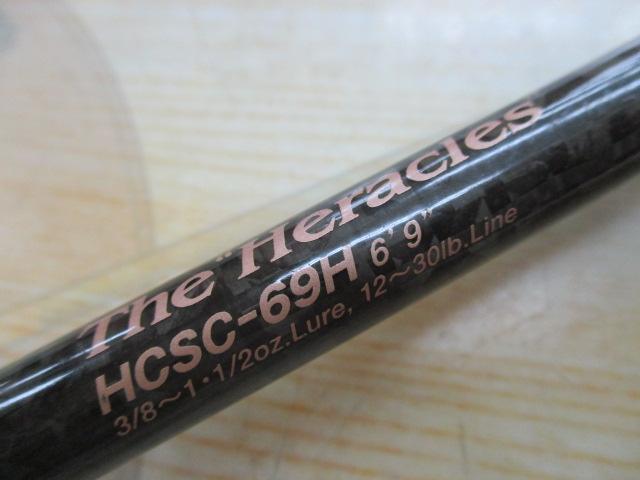 The "Heracles
HCSC-69H 6'9"
3/8～1・1/2oz.Lure, 12～30lb.Line